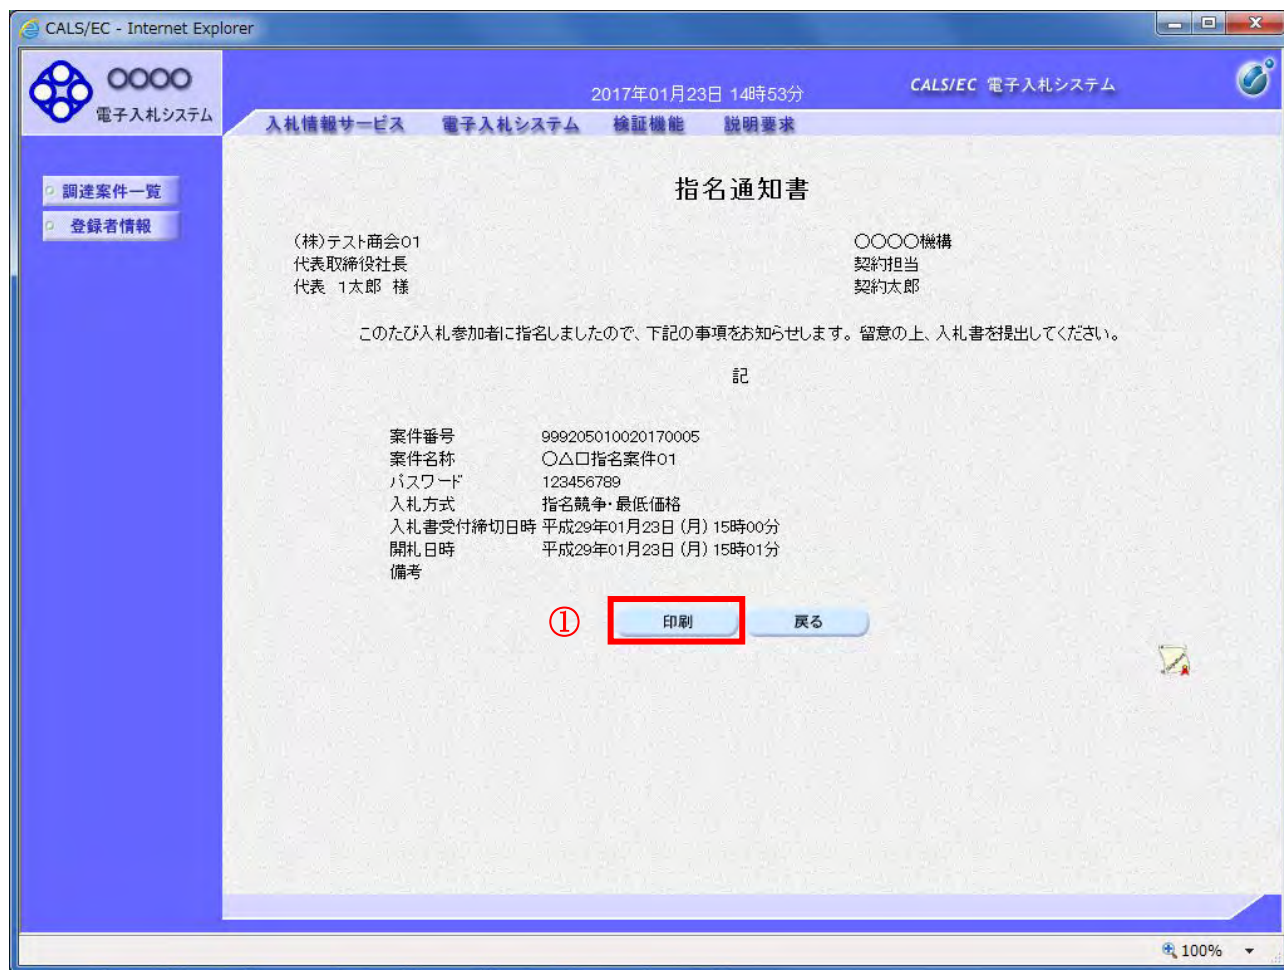 CALS/EC - Internet Explorer
〇〇〇〇
電子入札システム
2017年01月23日 14時53分
CALS/EC 電子入札システム
入札情報サービス 電子入札システム 検証機能 説明要求
調達案件一覧
登録者情報
指名通知書
(株)テスト商会01
代表取締役社長
代表 1太郎 様
〇〇〇〇機構
契約担当
契約太郎
このたび入札参加者に指名しましたので、下記の事項をお知らせします。留意の上、入札書を提出してください。
記
案件番号 999205010020170005
案件名称 〇△口指名案件01
パスワード 123456789
入札方式 指名競争・最低価格
入札書受付締切日時 平成29年01月23日(月) 15時00分
開札日時 平成29年01月23日(月) 15時01分
備考
① 印刷 戻る
100%